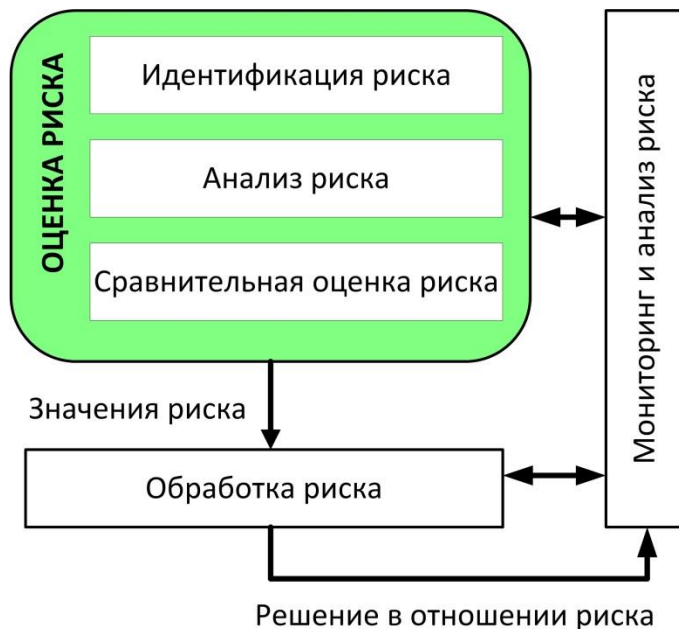 ОЦЕНКА РИСКА
Идентификация риска
Анализ риска
Сравнительная оценка риска
Мониторинг и анализ риска
Значения риска
Обработка риска
Решение в отношении риска